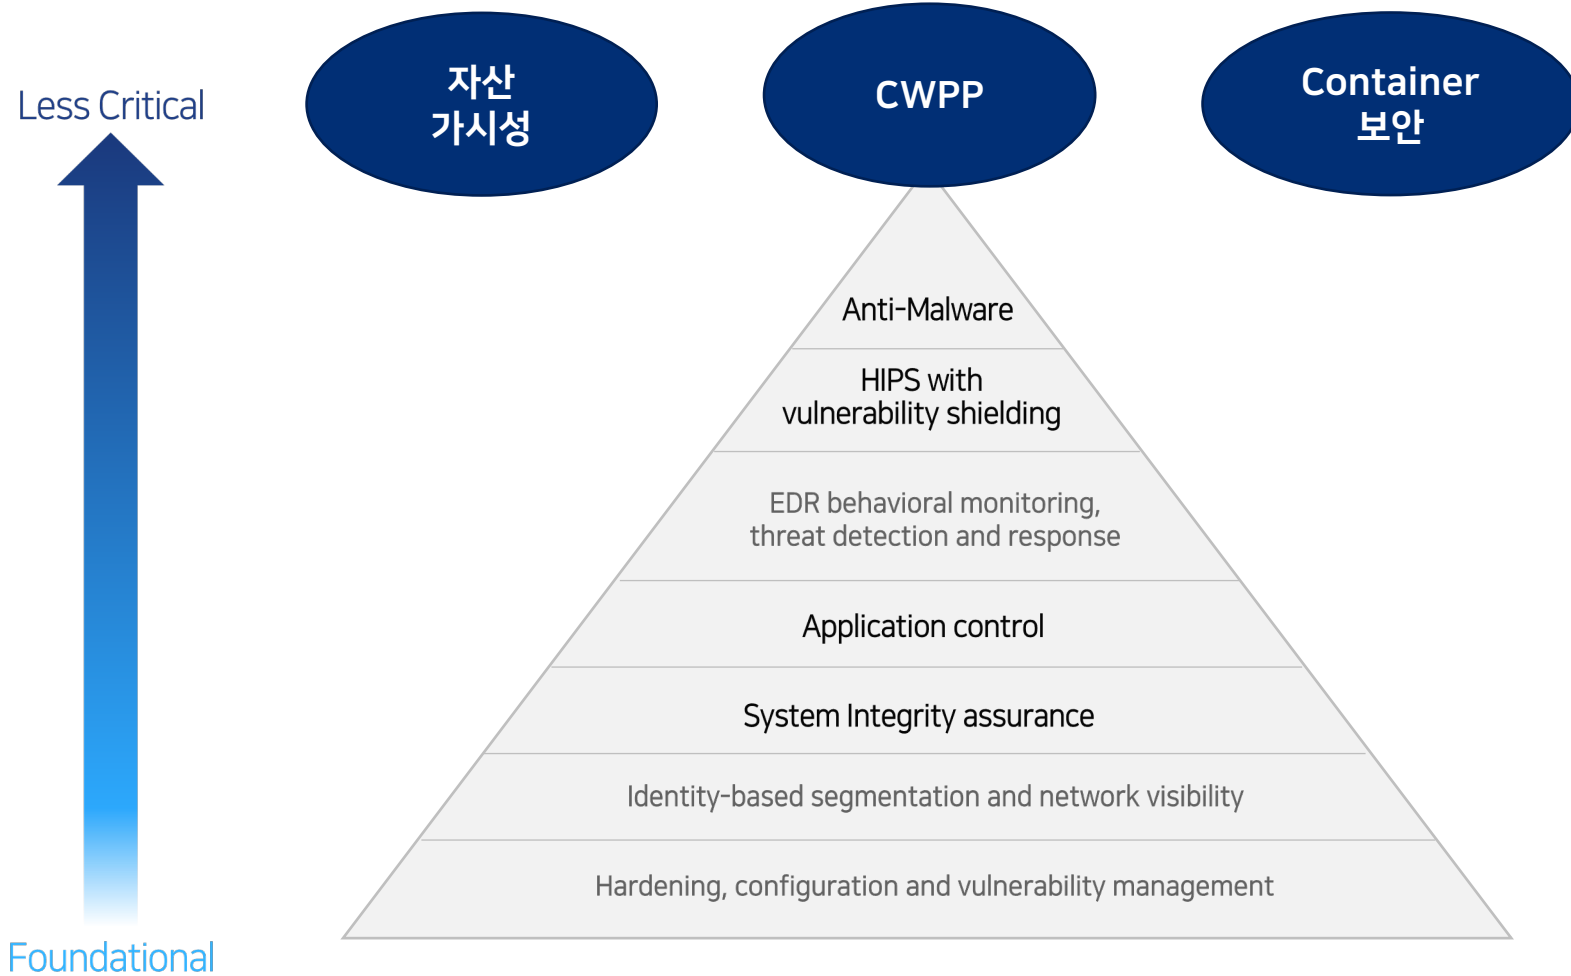 자산
가시성
CWPP
Container
보안
Less Critical
Anti-Malware
HIPS with
vulnerability shielding
EDR behavioral monitoring,
threat detection and response
Application control
System Integrity assurance
Identity-based segmentation and network visibility
Hardening, configuration and vulnerability management
Foundational